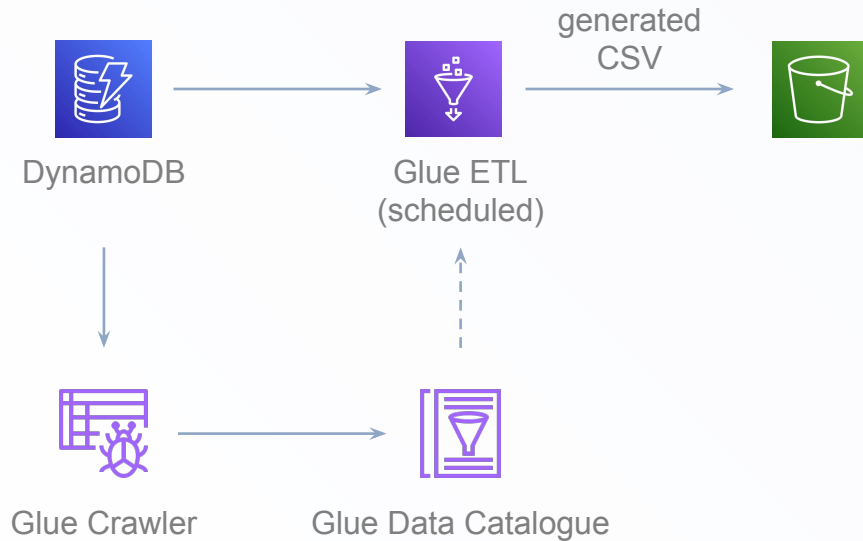 generated
CSV
DynamoDB
Glue ETL
(scheduled)
Glue Crawler
Glue Data Catalogue